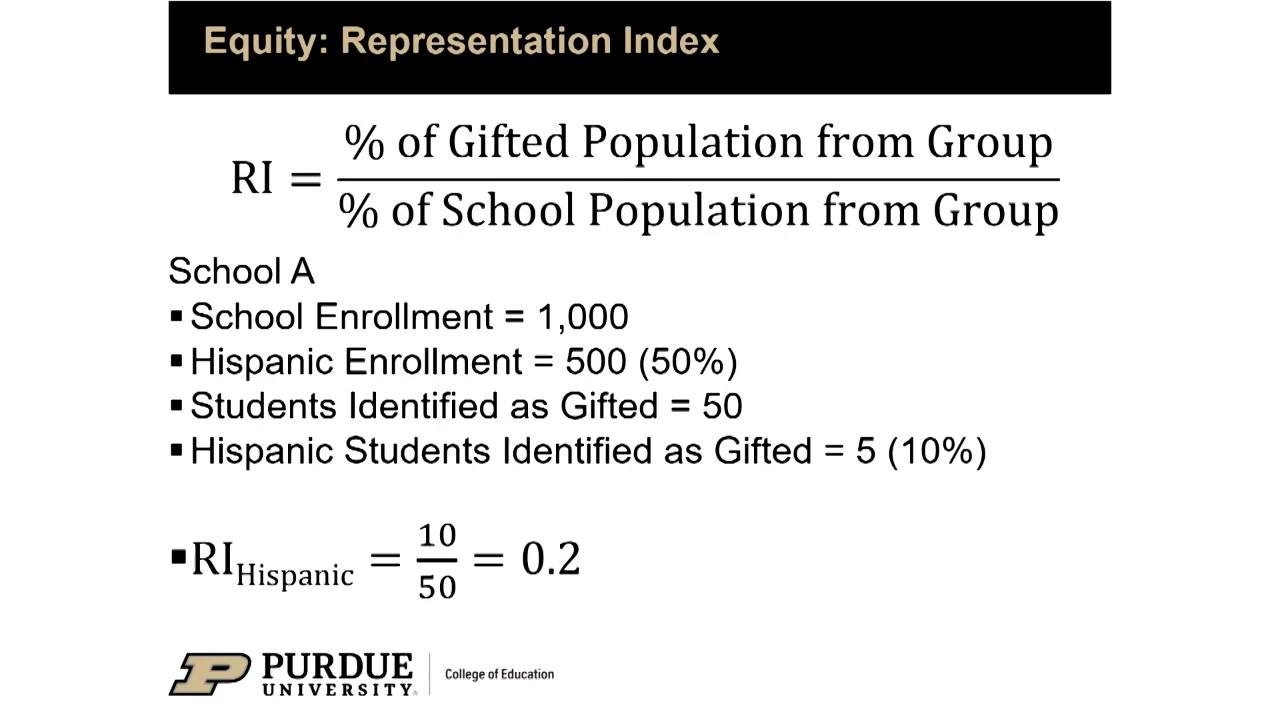 Equity: Representation Index
RI = % of Gifted Population from Group / % of School Population from Group
School A
▪ School Enrollment = 1,000
▪ Hispanic Enrollment = 500 (50%)
▪ Students Identified as Gifted = 50
▪ Hispanic Students Identified as Gifted = 5 (10%)
▪ RI Hispanic = 10/50 = 0.2
P PURDUE UNIVERSITY® College of Education